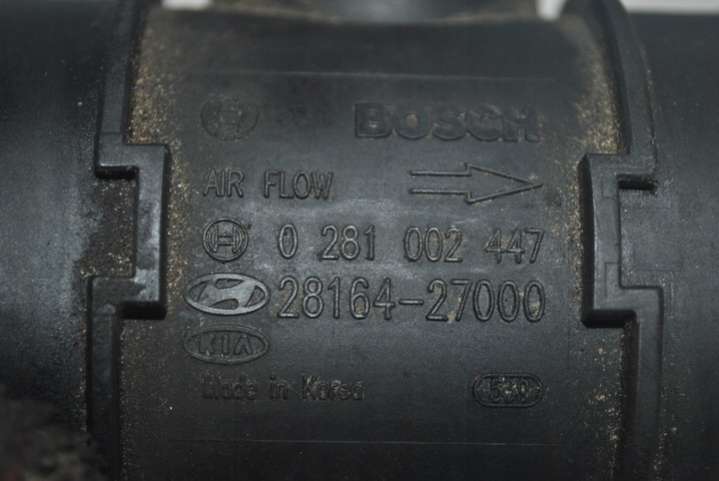 BOSCH
AIR FLOW
0 281 002 447
28164-27000
KIA
Made in Korea